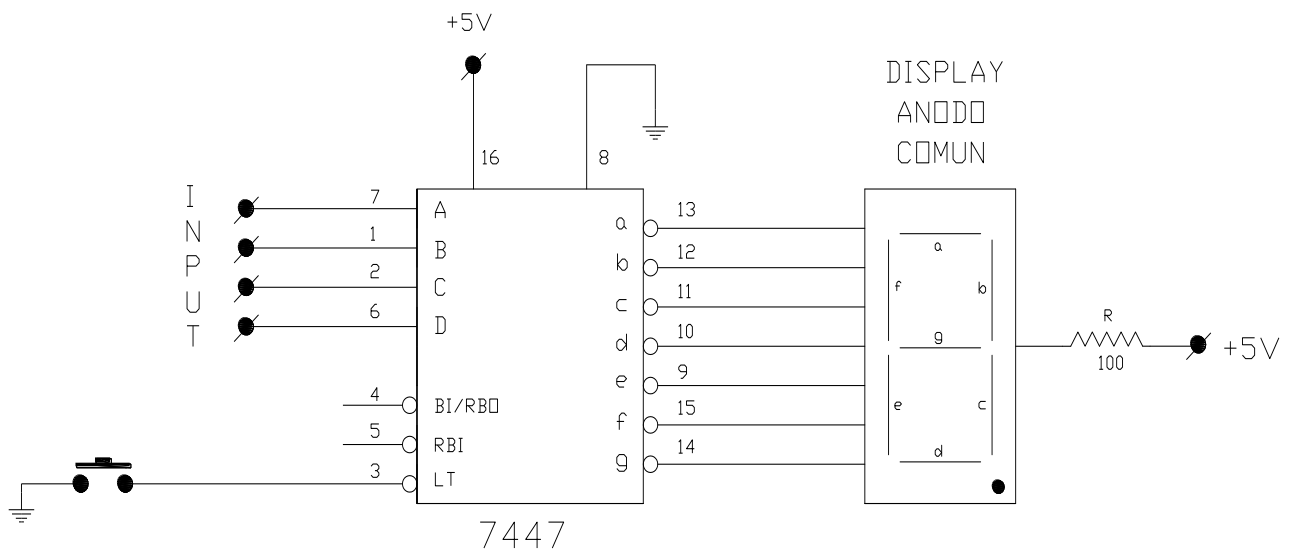 +5V
DISPLAY
ANODO
COMUN
16
8
INPUT
7
A
1
B
2
C
6
D
4
BI/RBO
5
RBI
3
LT
a
13
b
12
c
11
d
10
e
9
f
15
g
14
7447
a
f
b
g
e
c
d
R
100
+5V